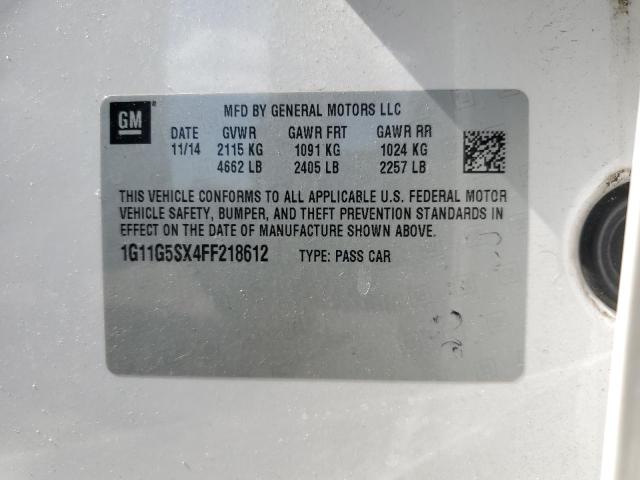 GM
MFD BY GENERAL MOTORS LLC
DATE GVWR GAWR FRT GAWR RR
11/14 2115 KG 1091 KG 1024 KG
4662 LB 2405 LB 2257 LB
THIS VEHICLE CONFORMS TO ALL APPLICABLE U.S. FEDERAL MOTOR
VEHICLE SAFETY, BUMPER, AND THEFT PREVENTION STANDARDS IN
EFFECT ON THE DATE OF MANUFACTURE SHOWN ABOVE.
1G11G5SX4FF218612 TYPE: PASS CAR